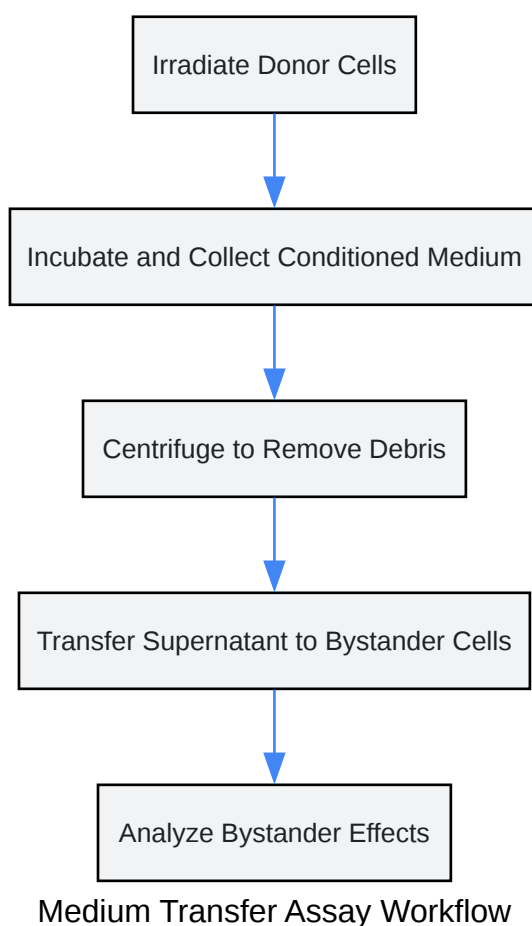 Irradiate Donor Cells
Incubate and Collect Conditioned Medium
Centrifuge to Remove Debris
Transfer Supernatant to Bystander Cells
Analyze Bystander Effects
Medium Transfer Assay Workflow